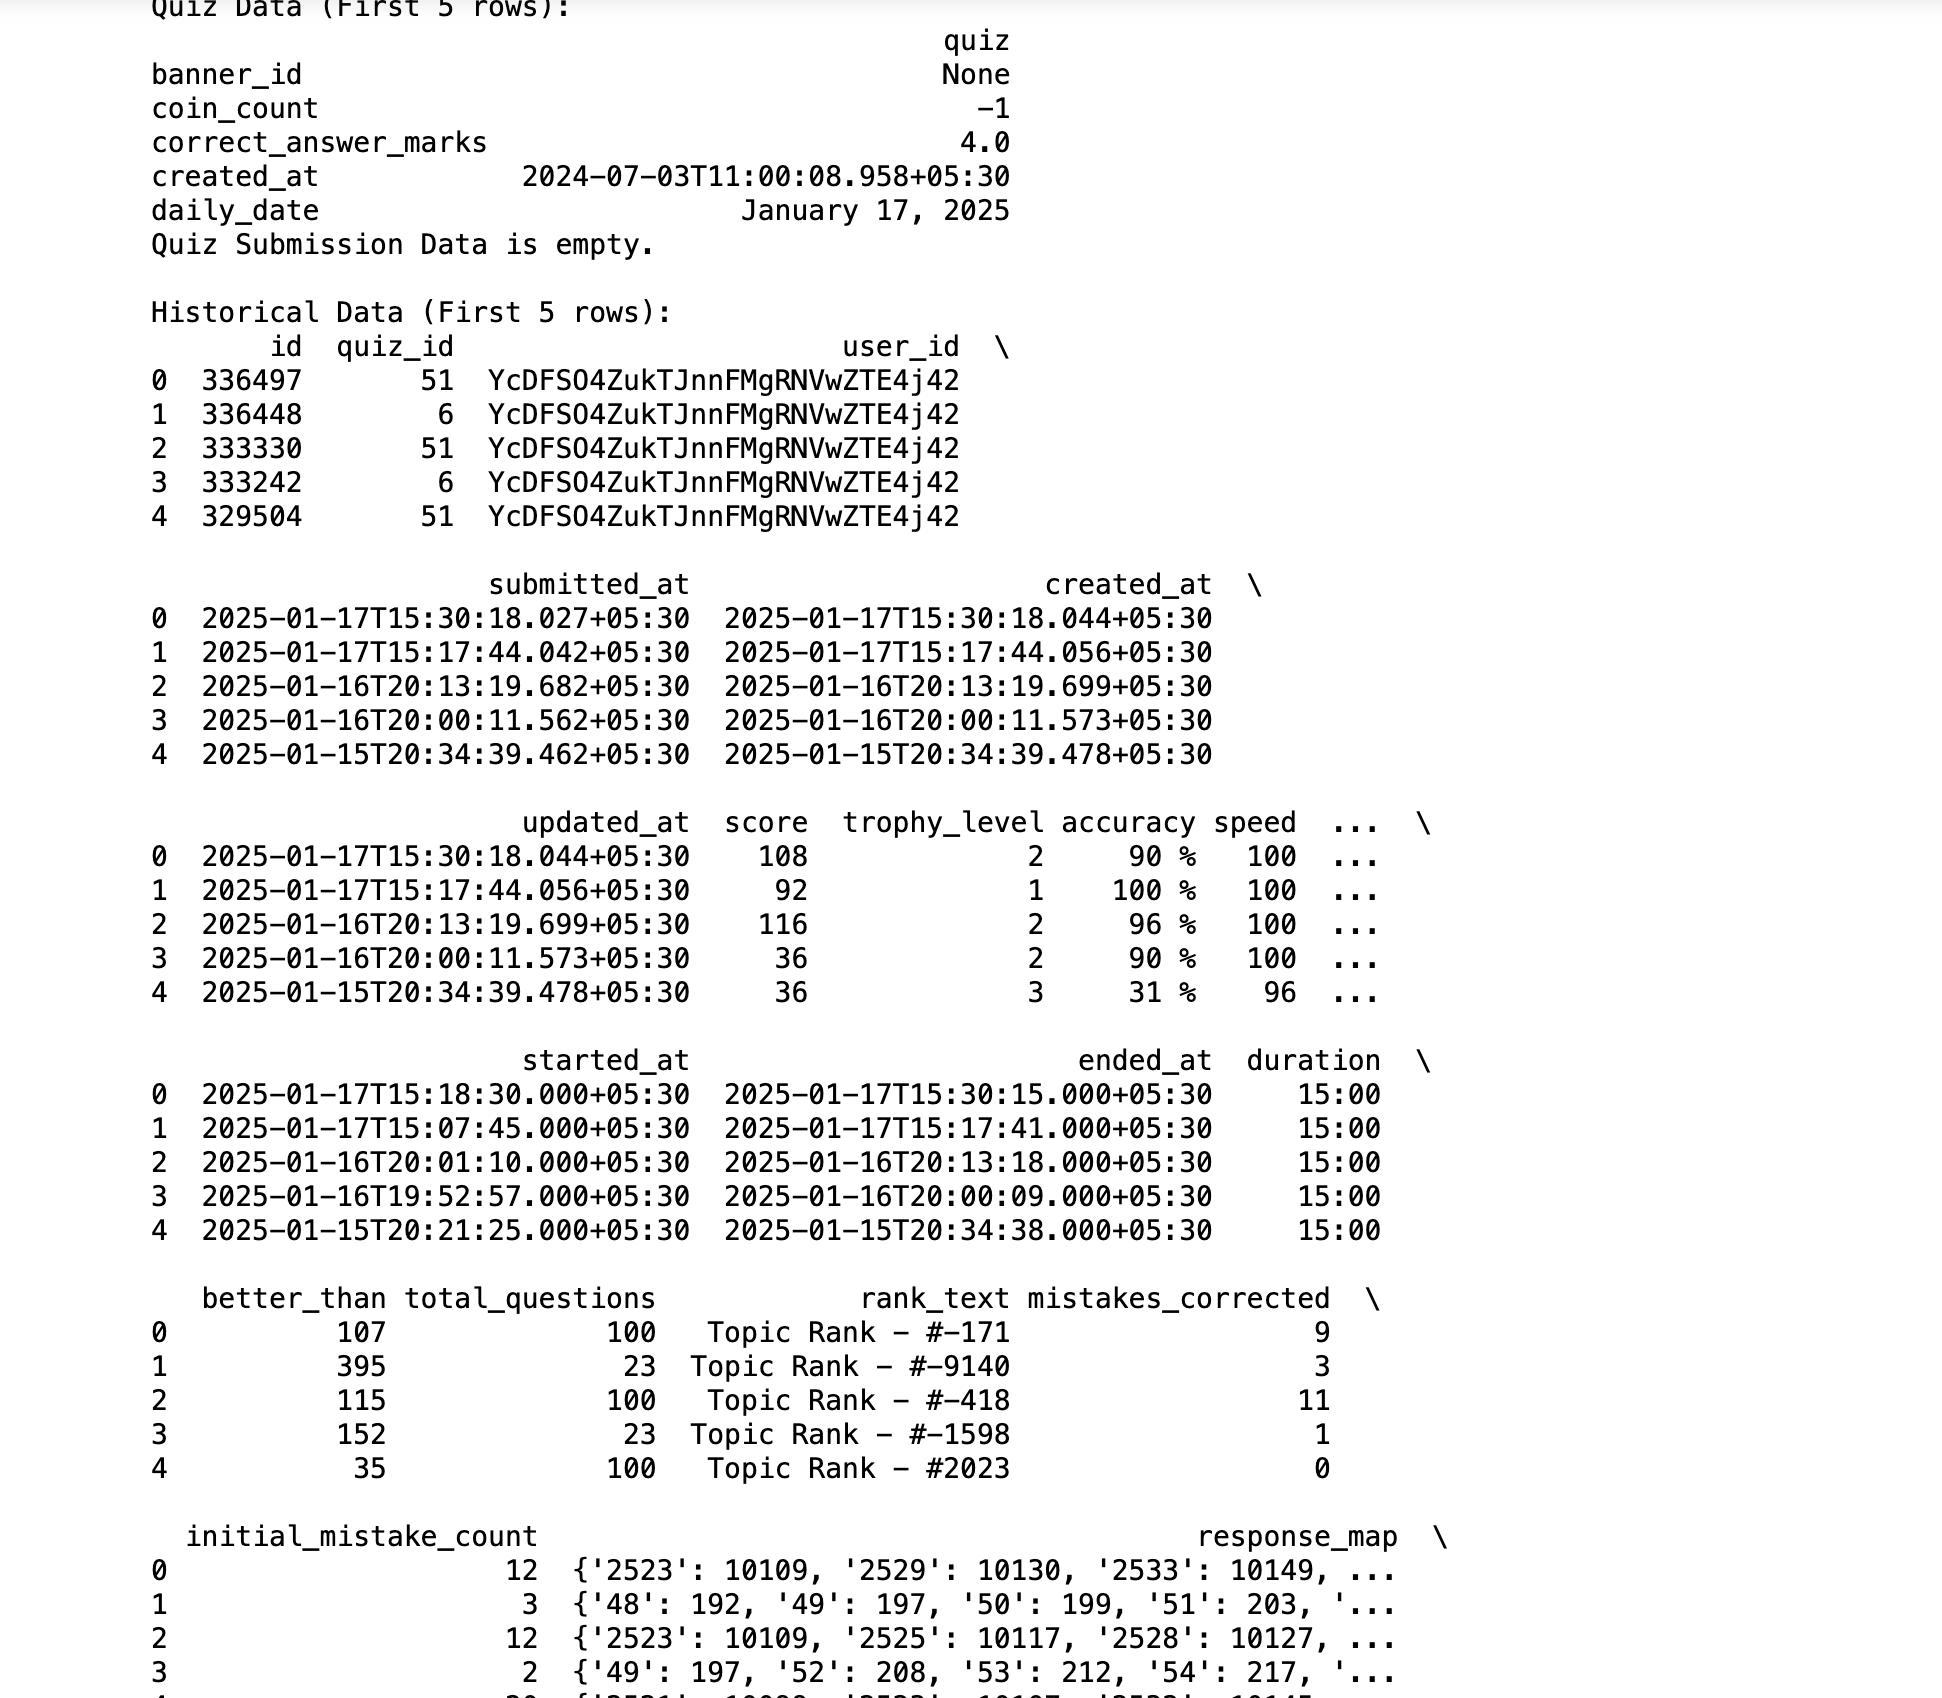 Quiz Data (First 5 rows):
quiz
banner_id None
coin_count -1
correct_answer_marks 4.0
created_at 2024-07-03T11:00:08.958+05:30
daily_date January 17, 2025
Quiz Submission Data is empty.
Historical Data (First 5 rows):
id quiz_id user_id \
0 336497 51 YcDFSO4ZukTJnnFMgRNVwZTE4j42
1 336448 6 YcDFSO4ZukTJnnFMgRNVwZTE4j42
2 333330 51 YcDFSO4ZukTJnnFMgRNVwZTE4j42
3 333242 6 YcDFSO4ZukTJnnFMgRNVwZTE4j42
4 329504 51 YcDFSO4ZukTJnnFMgRNVwZTE4j42
submitted_at created_at \
0 2025-01-17T15:30:18.027+05:30 2025-01-17T15:30:18.044+05:30
1 2025-01-17T15:17:44.042+05:30 2025-01-17T15:17:44.056+05:30
2 2025-01-16T20:13:19.682+05:30 2025-01-16T20:13:19.699+05:30
3 2025-01-16T20:00:11.562+05:30 2025-01-16T20:00:11.573+05:30
4 2025-01-15T20:34:39.462+05:30 2025-01-15T20:34:39.478+05:30
updated_at score trophy_level accuracy speed ... \
0 2025-01-17T15:30:18.044+05:30 108 2 90 % 100 ...
1 2025-01-17T15:17:44.056+05:30 92 1 100 % 100 ...
2 2025-01-16T20:13:19.699+05:30 116 2 96 % 100 ...
3 2025-01-16T20:00:11.573+05:30 36 2 90 % 100 ...
4 2025-01-15T20:34:39.478+05:30 36 3 31 % 96 ...
started_at ended_at duration \
0 2025-01-17T15:18:30.000+05:30 2025-01-17T15:30:15.000+05:30 15:00
1 2025-01-17T15:07:45.000+05:30 2025-01-17T15:17:41.000+05:30 15:00
2 2025-01-16T20:01:10.000+05:30 2025-01-16T20:13:18.000+05:30 15:00
3 2025-01-16T19:52:57.000+05:30 2025-01-16T20:00:09.000+05:30 15:00
4 2025-01-15T20:21:25.000+05:30 2025-01-15T20:34:38.000+05:30 15:00
better_than total_questions rank_text mistakes_corrected \
0 107 100 Topic Rank - #-171 9
1 395 23 Topic Rank - #-9140 3
2 115 100 Topic Rank - #-418 11
3 152 23 Topic Rank - #-1598 1
4 35 100 Topic Rank - #2023 0
initial_mistake_count response_map \
0 12 {'2523': 10109, '2529': 10130, '2533': 10149, ...
1 3 {'48': 192, '49': 197, '50': 199, '51': 203, '...
2 12 {'2523': 10109, '2525': 10117, '2528': 10127, ...
3 2 {'49': 197, '52': 208, '53': 212, '54': 217, '...